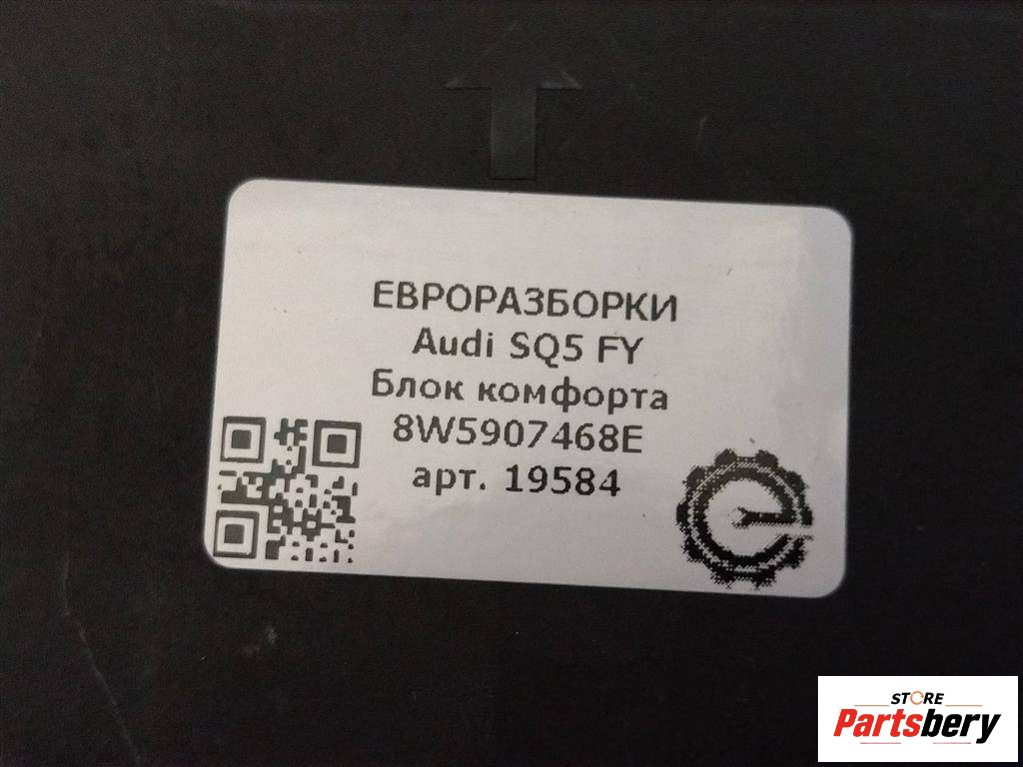 ЕВРОРАЗБОРКИ
Audi SQ5 FY
Блок комфорта
8W5907468E
арт. 19584
STORE
Partsbery